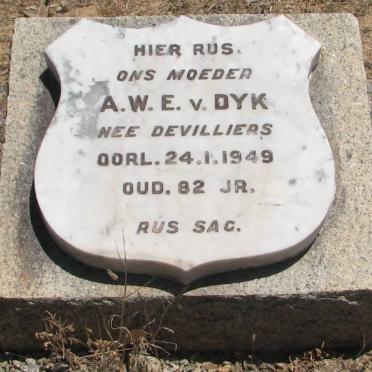 HIER RUS.
ONS MOEDER
A.W.E. v. DYK
NEE DEVILLIERS
OORL. 24.1.1949
OUD. 82 JR.
RUS SAG.